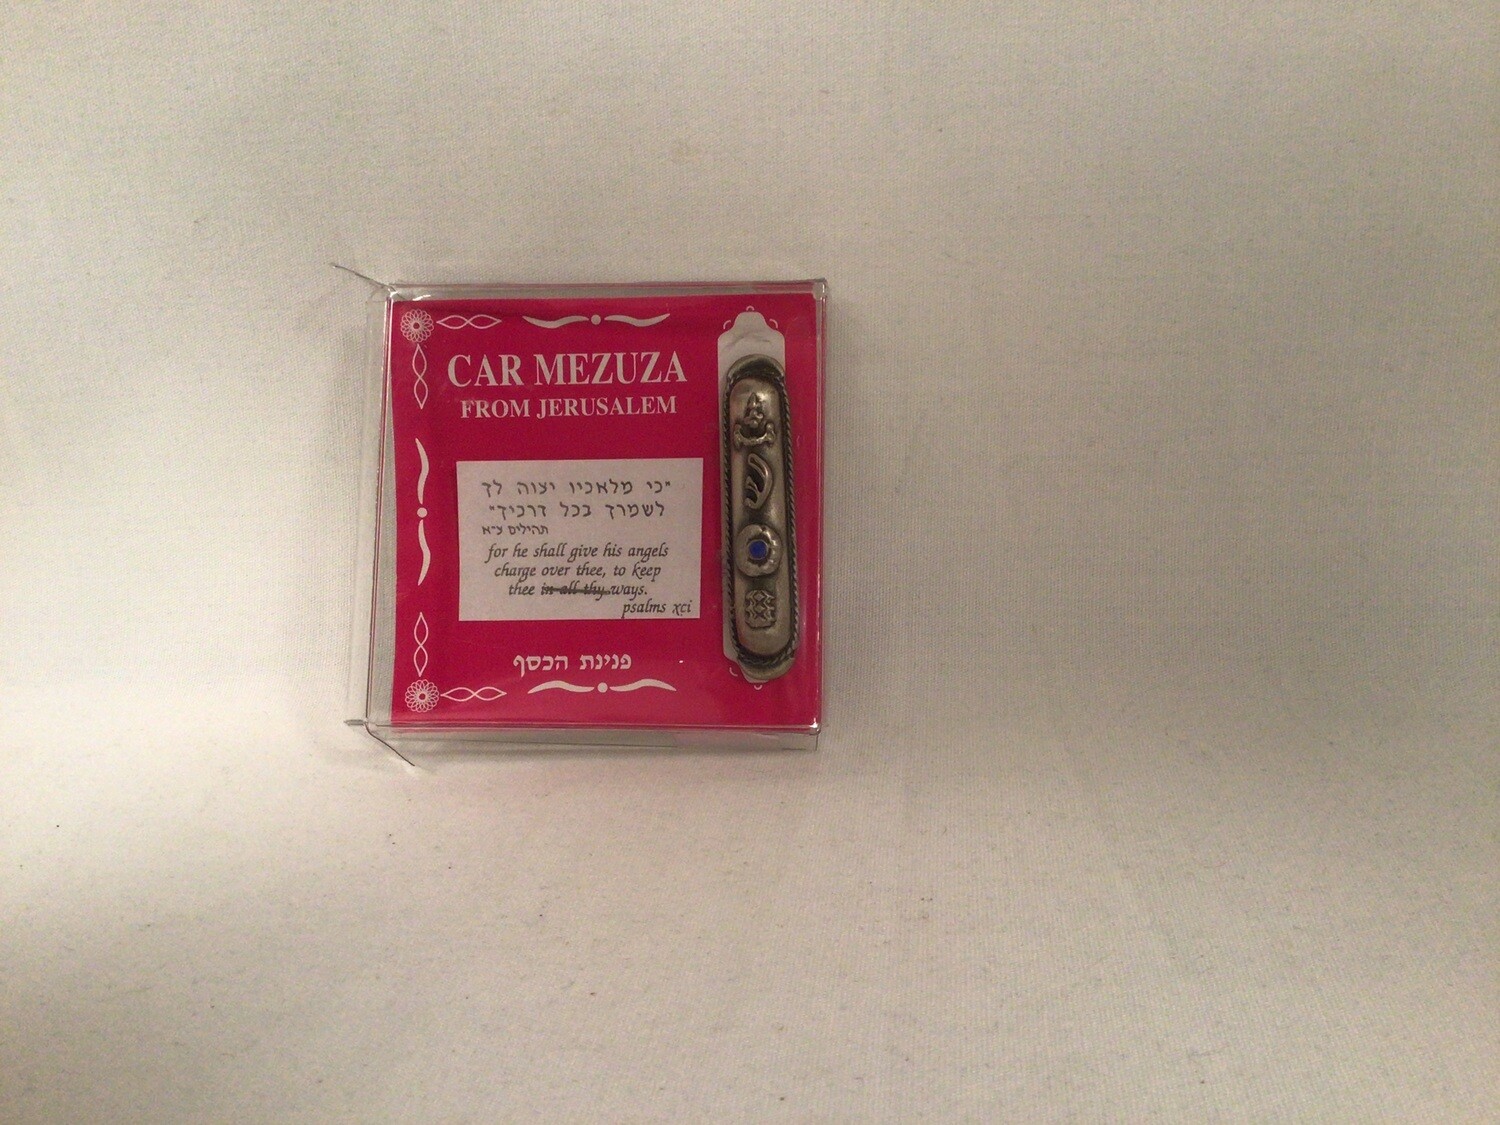 CAR MEZUZA
FROM JERUSALEM
"כי מלאכיו יצוה לך
לשמרך בכל דרכיך"
תהילים צ״א
for he shall give his angels
charge over thee, to keep
thee in all thy ways.
psalms xci
פנינת הכסף
ש